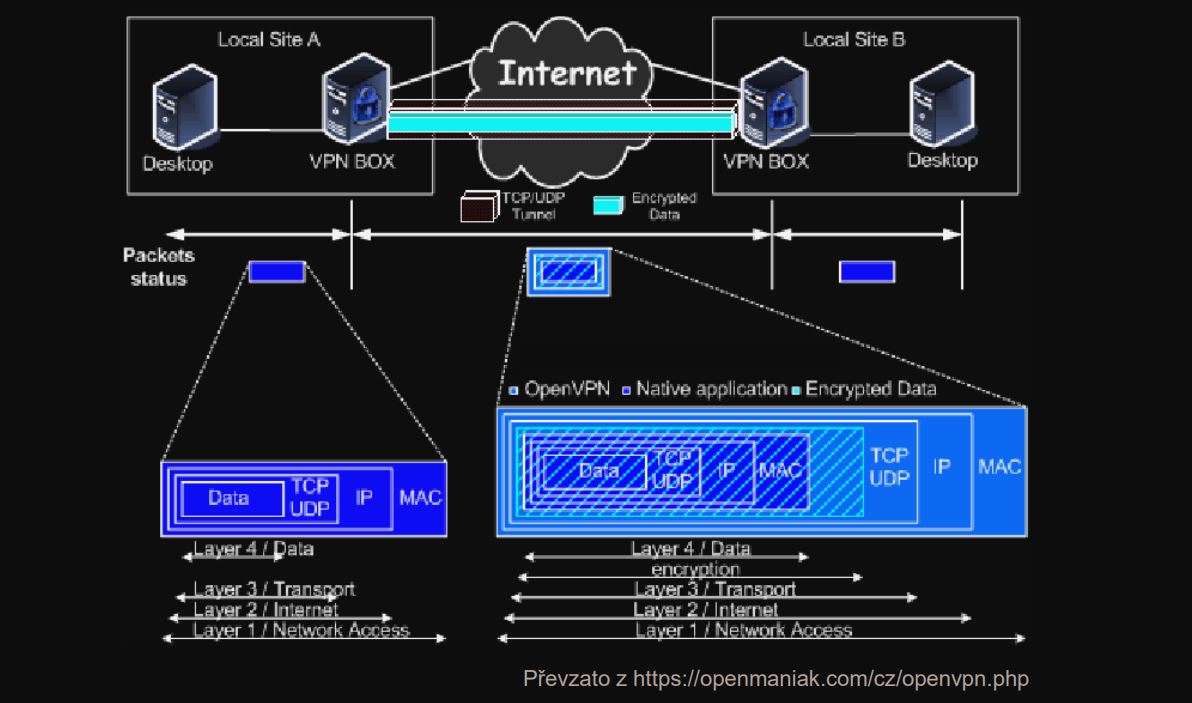 Local Site A
Local Site B
Internet
Desktop
VPN BOX
VPN BOX
Desktop
TCP/UDP
Tunnel
Encrypted
Data
Packets
status
OpenVPN
Native application
Encrypted Data
Data
TCP
UDP
IP
MAC
Data
TCP
UDP
IP
MAC
TCP
UDP
IP
MAC
Layer 4 / Data
Layer 3 / Transport
Layer 2 / Internet
Layer 1 / Network Access
Layer 4 / Data
encryption
Layer 3 / Transport
Layer 2 / Internet
Layer 1 / Network Access
Převzato z https://openmaniak.com/cz/openvpn.php